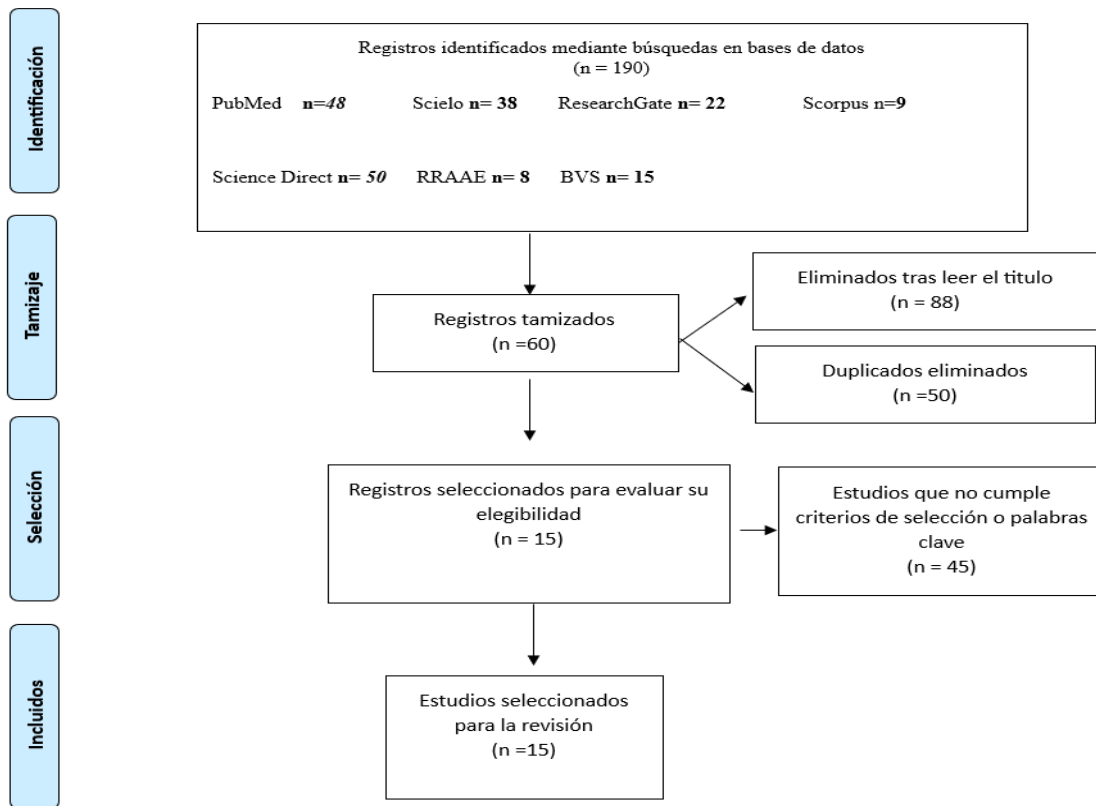 Identificación
Registros identificados mediante búsquedas en bases de datos
(n = 190)
PubMed n=48 Scielo n= 38 ResearchGate n= 22 Scorpus n=9
Science Direct n= 50 RRAAE n= 8 BVS n= 15
Tamizaje
Registros tamizados
(n =60)
Eliminados tras leer el titulo
(n = 88)
Duplicados eliminados
(n =50)
Selección
Registros seleccionados para evaluar su
elegibilidad
(n = 15)
Estudios que no cumple
criterios de selección o palabras
clave
(n = 45)
Incluidos
Estudios seleccionados
para la revisión
(n =15)